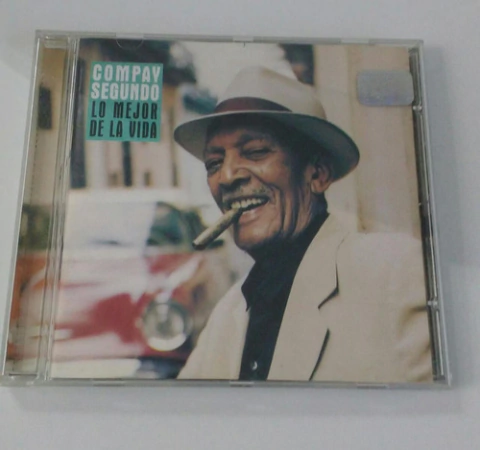 COMPAY
SEGUNDO
LO MEJOR
DE LA VIDA